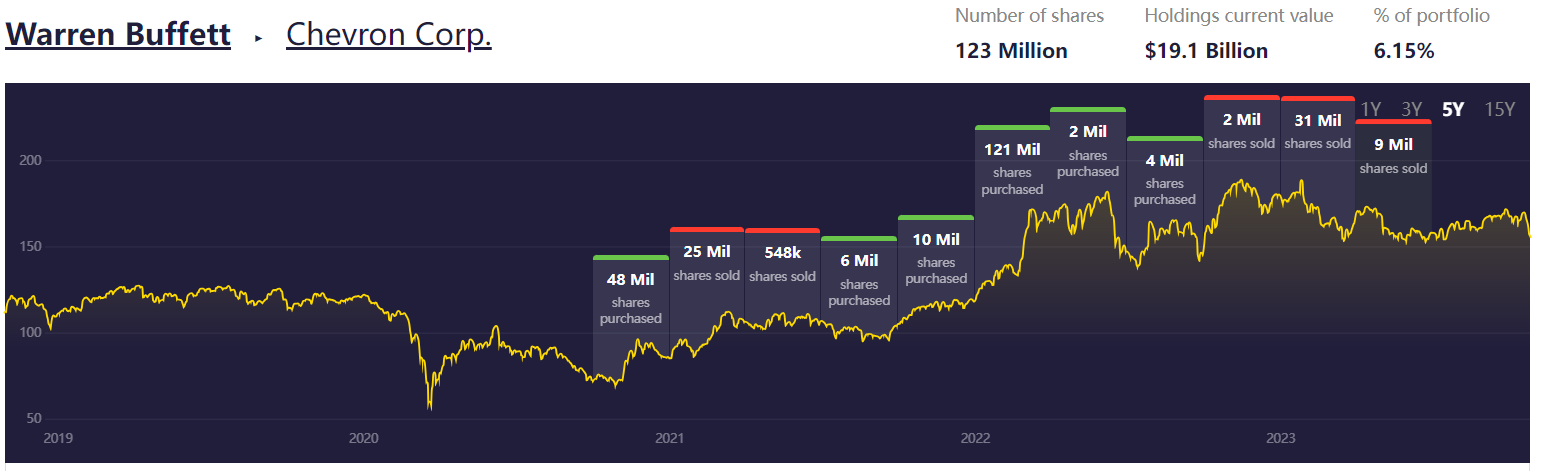 Warren Buffett ▸ Chevron Corp.
Number of shares Holdings current value % of portfolio
123 Million $19.1 Billion 6.15%
1Y 3Y 5Y 15Y
200
150
100
50
48 Mil
shares
purchased
25 Mil
shares sold
548k
shares sold
6 Mil
shares
purchased
10 Mil
shares
purchased
121 Mil
shares
purchased
2 Mil
shares
purchased
4 Mil
shares
purchased
2 Mil
shares sold
31 Mil
shares sold
9 Mil
shares sold
2019 2020 2021 2022 2023